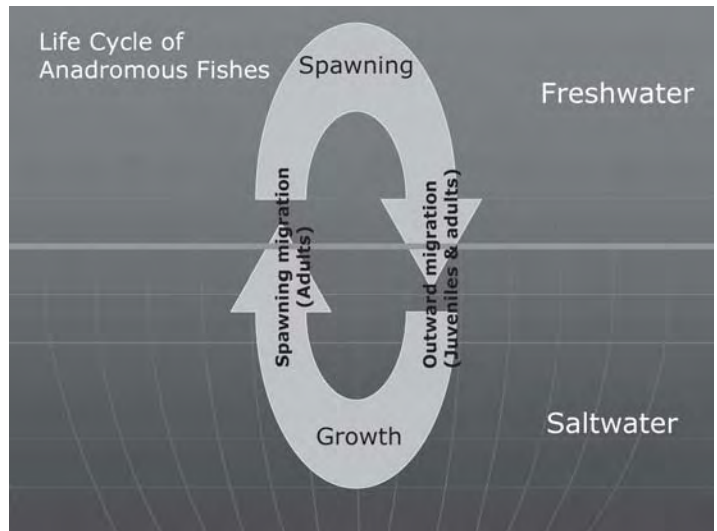 Life Cycle of
Anadromous Fishes
Spawning
Freshwater
Spawning migration
(Adults)
Outward migration
(Juveniles & adults)
Growth
Saltwater